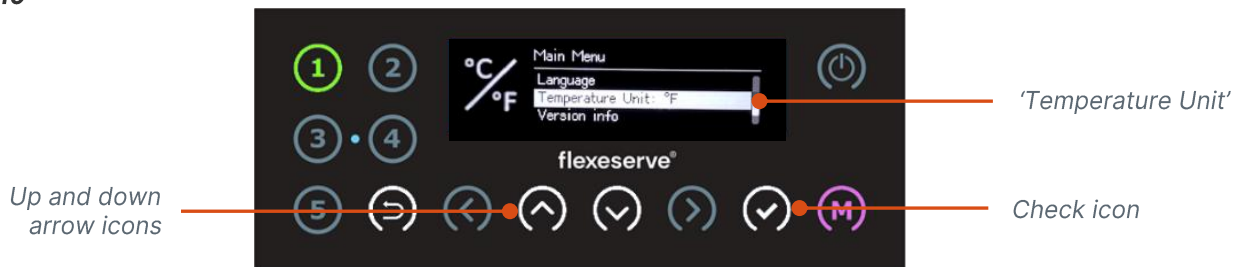 1
2
°C/°F
Main Menu
Language
Temperature Unit: °F
Version info
'Temperature Unit'
3
4
flexeserve®
Up and down
arrow icons
5
M
Check icon